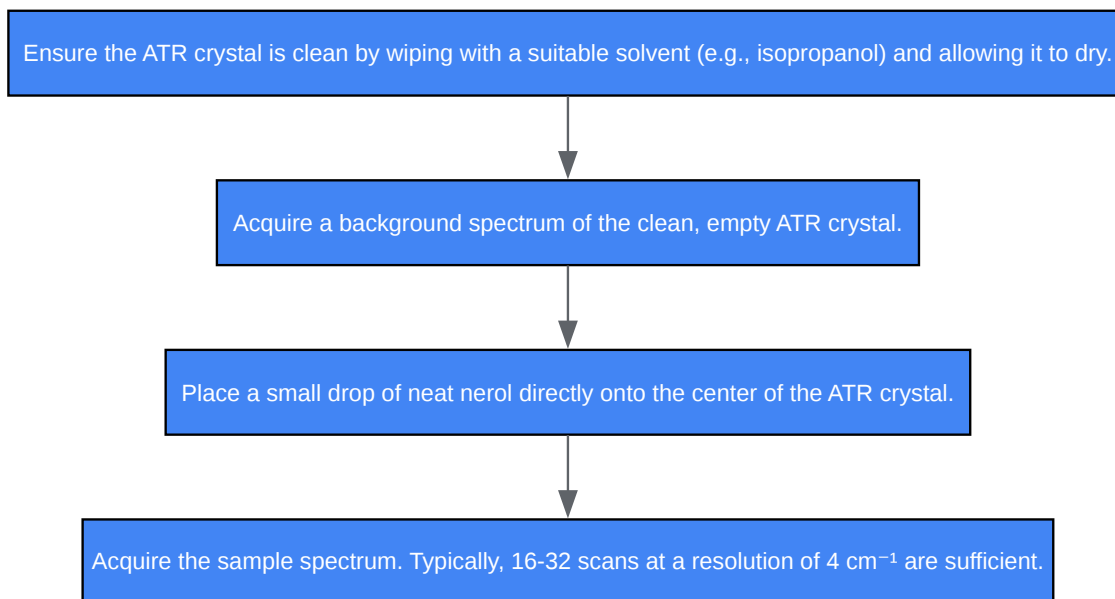 Ensure the ATR crystal is clean by wiping with a suitable solvent (e.g., isopropanol) and allowing it to dry.
Acquire a background spectrum of the clean, empty ATR crystal.
Place a small drop of neat nerol directly onto the center of the ATR crystal.
Acquire the sample spectrum. Typically, 16-32 scans at a resolution of 4 cm⁻¹ are sufficient.